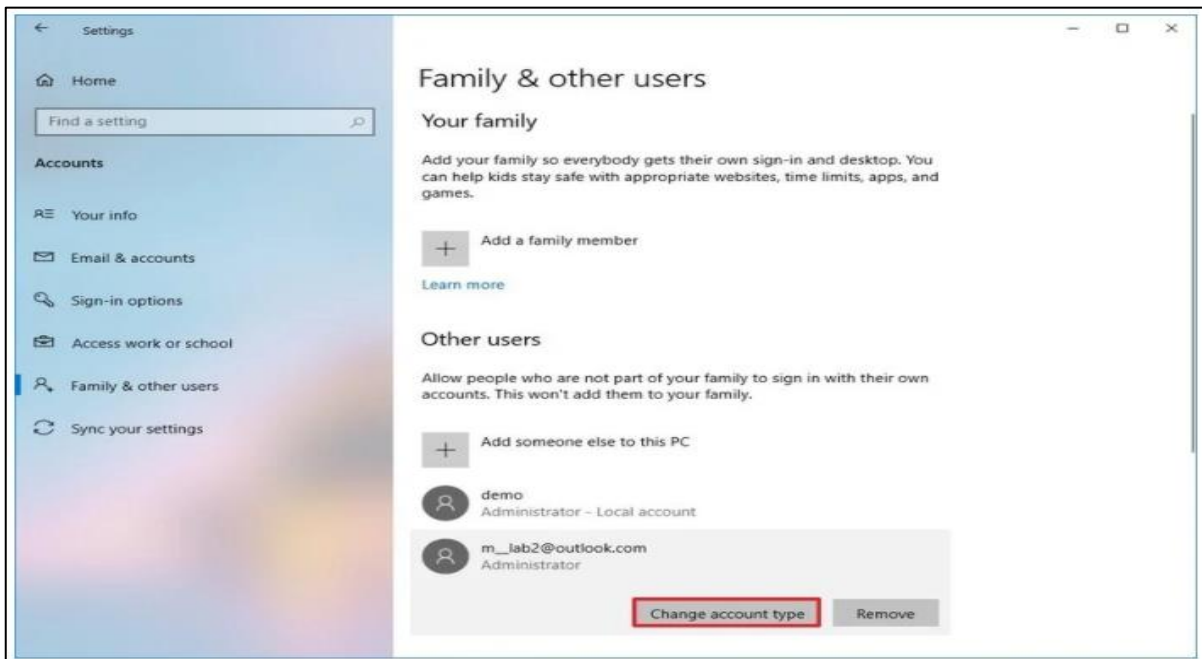 Settings
Home
Find a setting
Accounts
Your info
Email & accounts
Sign-in options
Access work or school
Family & other users
Sync your settings
Family & other users
Your family
Add your family so everybody gets their own sign-in and desktop. You
can help kids stay safe with appropriate websites, time limits, apps, and
games.
Add a family member
Learn more
Other users
Allow people who are not part of your family to sign in with their own
accounts. This won't add them to your family.
Add someone else to this PC
demo
Administrator - Local account
m__lab2@outlook.com
Administrator
Change account type
Remove